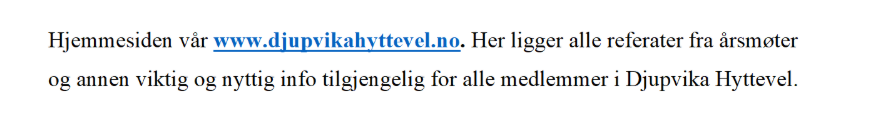 Hjemmesiden vår www.djupvikahyttevel.no. Her ligger alle referater fra årsmøter
og annen viktig og nyttig info tilgjengelig for alle medlemmer i Djupvika Hyttevel.